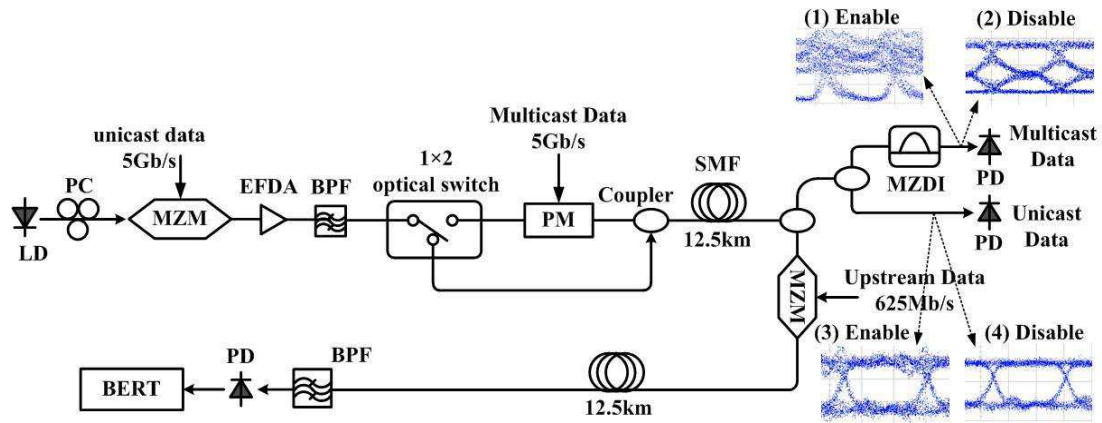 (1) Enable
(2) Disable
unicast data
5Gb/s
Multicast Data
5Gb/s
PC
EFDA
BPF
1×2
optical switch
Coupler
SMF
MZDI
PD
Multicast
Data
LD
MZM
PM
12.5km
PD
Unicast
Data
MZM
Upstream Data
625Mb/s
(3) Enable
(4) Disable
BERT
PD
BPF
12.5km